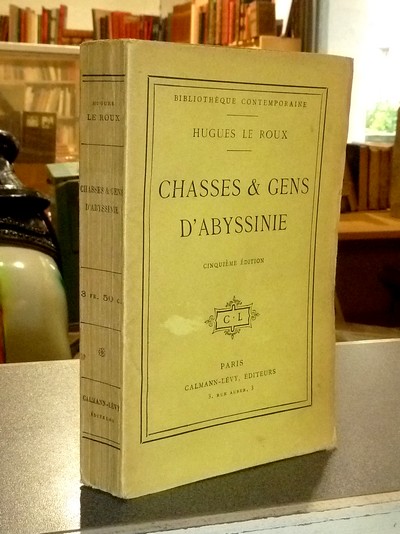 HUGUES
LE ROUX
CHASSES & GENS
D'ABYSSINIE
3 FR. 50 C.
CALMANN-LÉVY
ÉDITEURS
BIBLIOTHÈQUE CONTEMPORAINE
HUGUES LE ROUX
CHASSES & GENS
D'ABYSSINIE
CINQUIÈME ÉDITION
C-L
PARIS
CALMANN-LÉVY, ÉDITEURS
3, RUE AUBER, 3